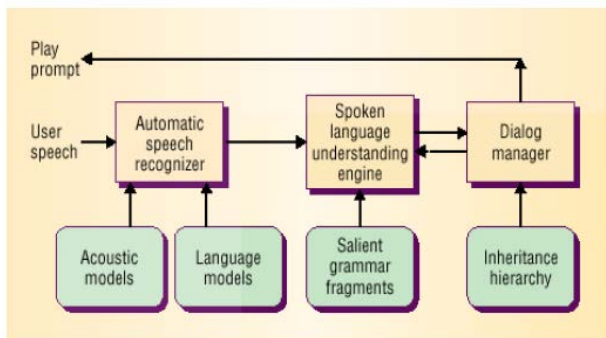 Play
prompt
User
speech
Automatic
speech
recognizer
Spoken
language
understanding
engine
Dialog
manager
Acoustic
models
Language
models
Salient
grammar
fragments
Inheritance
hierarchy